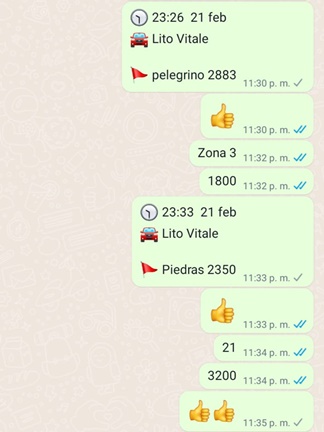 23:26 21 feb
Lito Vitale
pelegrino 2883
11:30 p. m.
11:30 p. m.
Zona 3
11:32 p. m.
1800
11:32 p. m.
23:33 21 feb
Lito Vitale
Piedras 2350
11:33 p. m.
11:33 p. m.
21
11:34 p. m.
3200
11:34 p. m.
11:35 p. m.